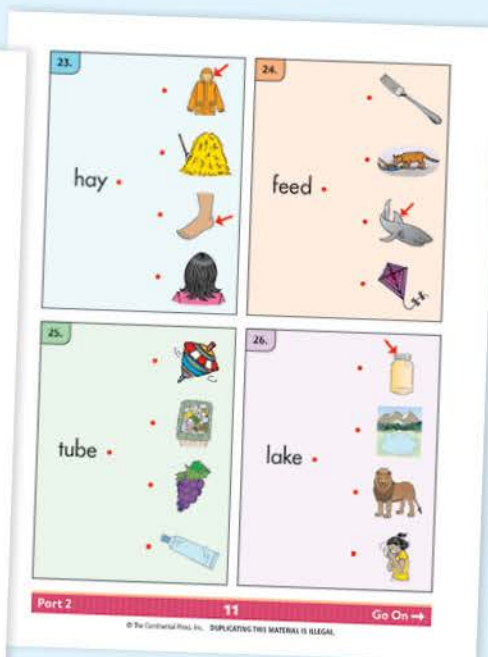 23.
hay
24.
feed
25.
tube
26.
lake
Part 2
11
Go On →
© The Continental Press, Inc. DUPLICATING THIS MATERIAL IS ILLEGAL.